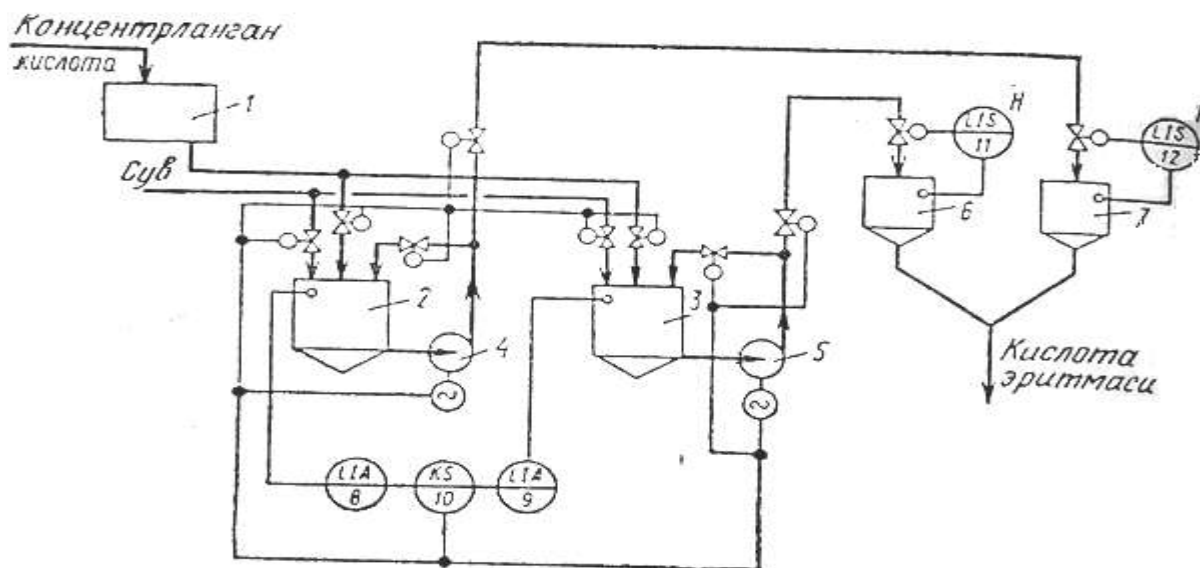 Концентрланган
кислота
1
Сув
2
3
4
5
6
7
H
LIS
11
LIS
12
LIA
8
KS
10
LIA
9
Кислота
эритмаси